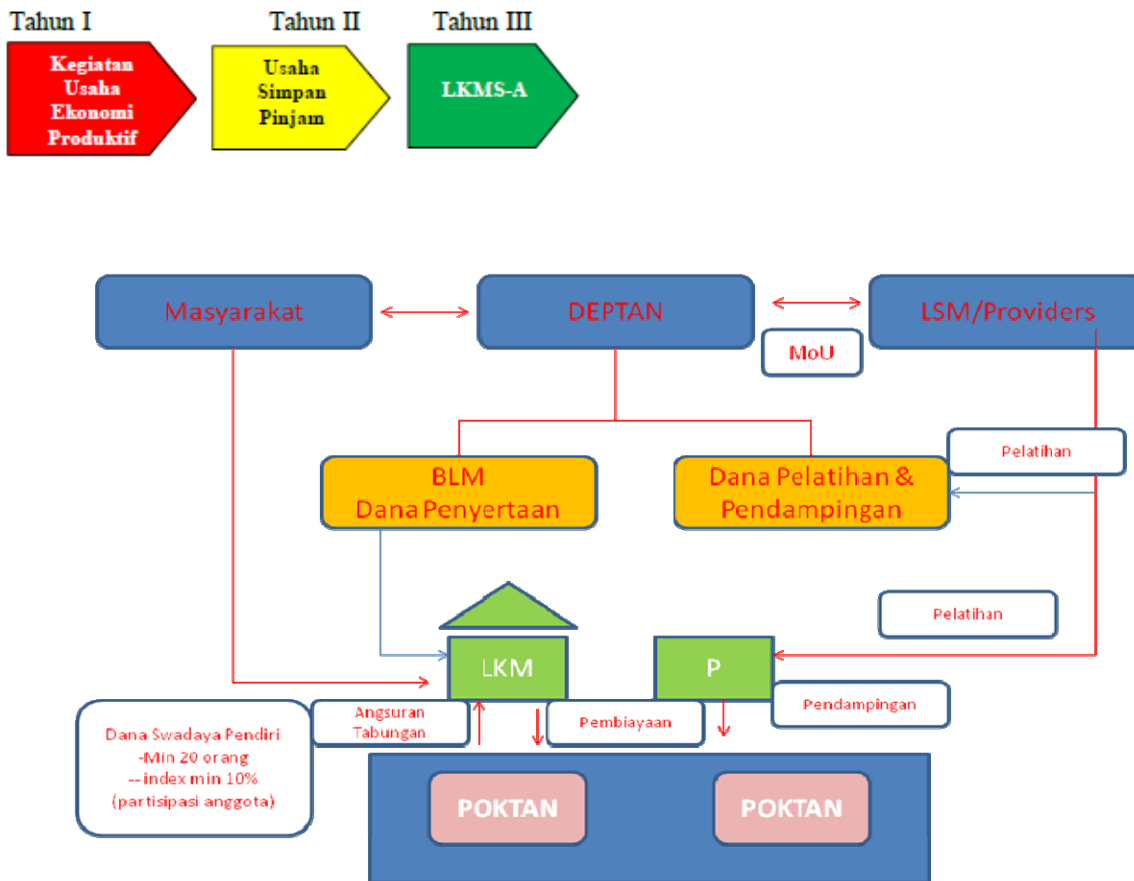 Tahun I
Tahun II
Tahun III
Kegiatan
Usaha
Ekonomi
Produktif
Usaha
Simpan
Pinjam
LKMS-A
Masyarakat
DEPTAN
LSM/Providers
MoU
Pelatihan
BLM
Dana Penyertaan
Dana Pelatihan &
Pendampingan
Pelatihan
LKM
P
Pendampingan
Angsuran
Tabungan
Pembiayaan
Dana Swadaya Pendiri
-Min 20 orang
--index min 10%
(partisipasi anggota)
POKTAN
POKTAN